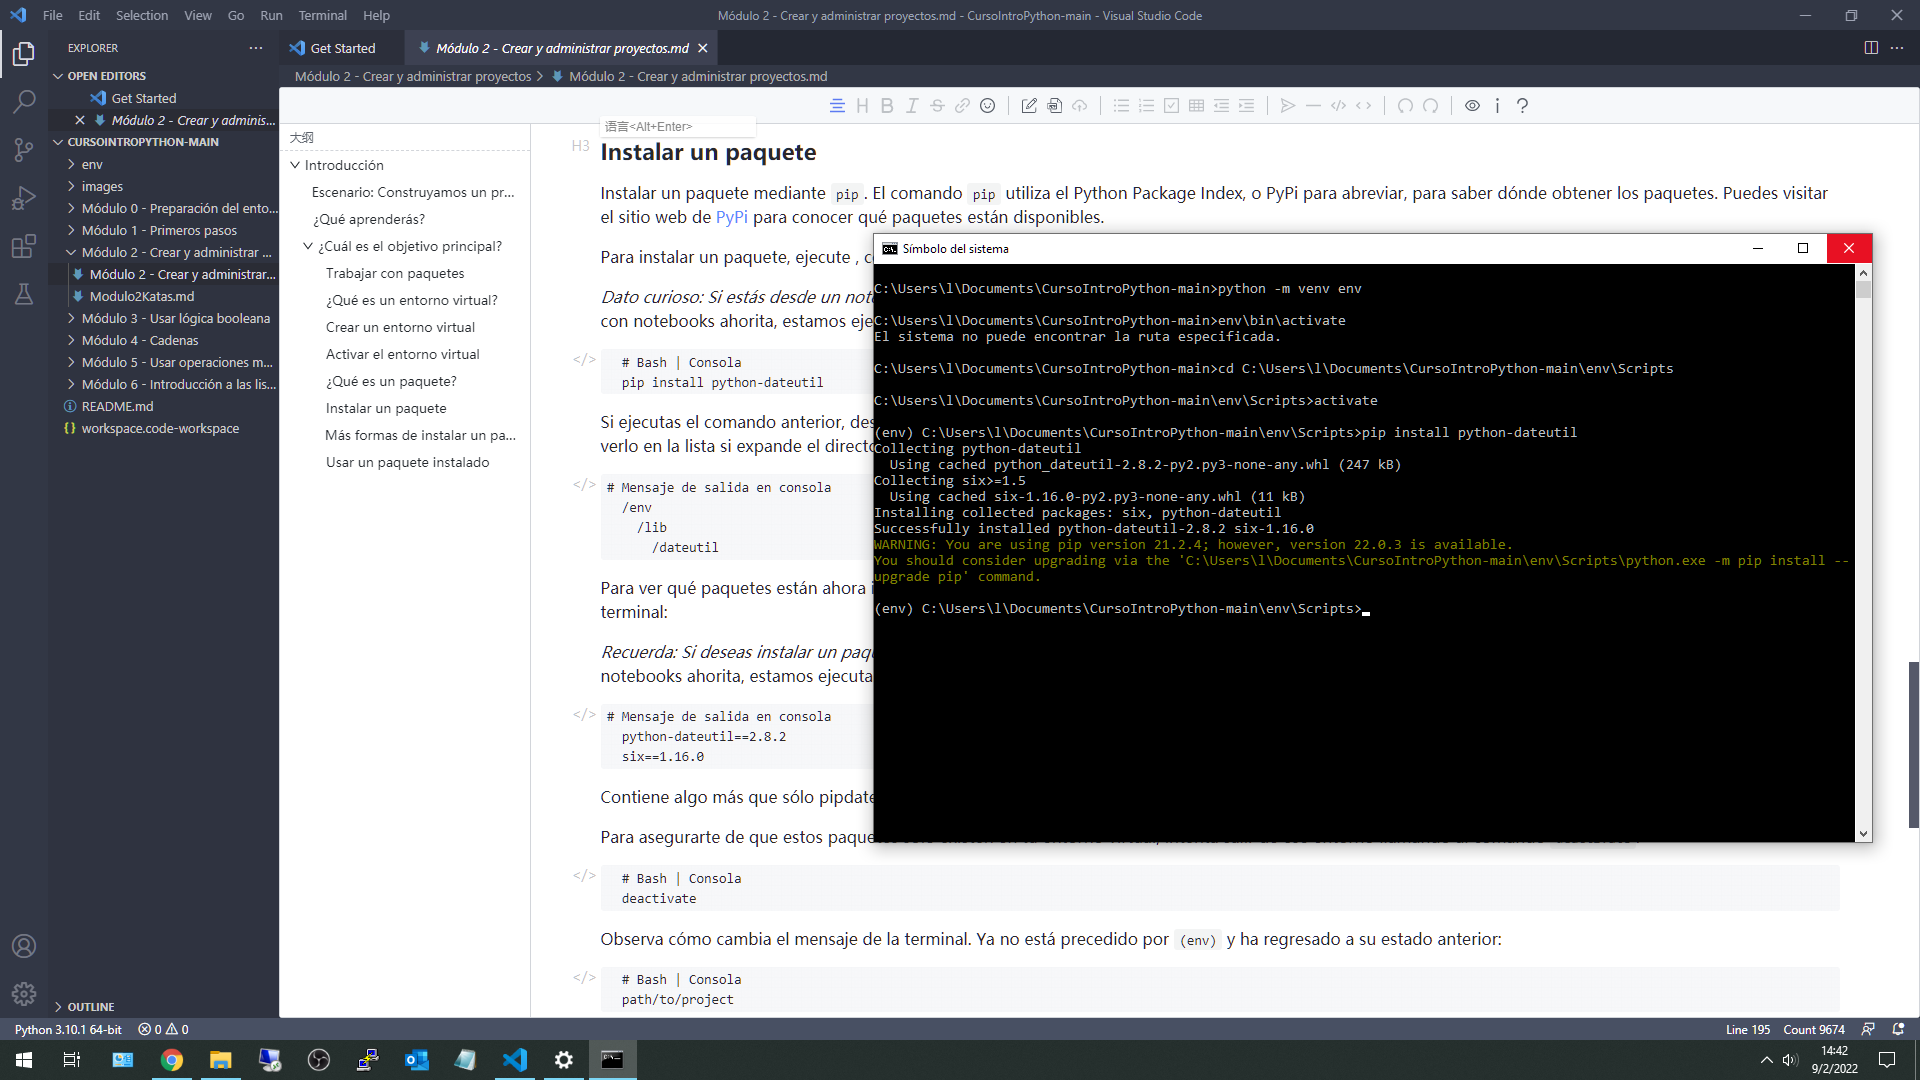 File Edit Selection View Go Run Terminal Help
Módulo 2 - Crear y administrar proyectos.md - CursoIntroPython-main - Visual Studio Code
EXPLORER
OPEN EDITORS
Get Started
Módulo 2 - Crear y adminis...
CURSOINTROPYTHON-MAIN
env
images
Módulo 0 - Preparación del ento...
Módulo 1 - Primeros pasos
Módulo 2 - Crear y administrar ...
Módulo 2 - Crear y administrar...
Modulo2Katas.md
Módulo 3 - Usar lógica booleana
Módulo 4 - Cadenas
Módulo 5 - Usar operaciones m...
Módulo 6 - Introducción a las lis...
README.md
workspace.code-workspace
OUTLINE
Get Started
Módulo 2 - Crear y administrar proyectos.md
Módulo 2 - Crear y administrar proyectos > Módulo 2 - Crear y administrar proyectos.md
大纲
Introducción
Escenario: Construyamos un pr...
¿Qué aprenderás?
¿Cuál es el objetivo principal?
Trabajar con paquetes
¿Qué es un entorno virtual?
Crear un entorno virtual
Activar el entorno virtual
¿Qué es un paquete?
Instalar un paquete
Más formas de instalar un pa...
Usar un paquete instalado
语言<Alt+Enter>
H3 Instalar un paquete
Instalar un paquete mediante pip. El comando pip utiliza el Python Package Index, o PyPi para abreviar, para saber dónde obtener los paquetes. Puedes visitar
el sitio web de PyPi para conocer qué paquetes están disponibles.
Para instalar un paquete, ejecute , c
Dato curioso: Si estás desde un note
con notebooks ahorita, estamos eje
</> # Bash | Consola
pip install python-dateutil
Si ejecutas el comando anterior, des
verlo en la lista si expande el directo
</> # Mensaje de salida en consola
/env
/lib
/dateutil
Para ver qué paquetes están ahora i
terminal:
Recuerda: Si deseas instalar un paqu
notebooks ahorita, estamos ejecuta
</> # Mensaje de salida en consola
python-dateutil==2.8.2
six==1.16.0
Contiene algo más que sólo pipdate
Para asegurarte de que estos paque
</> # Bash | Consola
deactivate
Observa cómo cambia el mensaje de la terminal. Ya no está precedido por (env) y ha regresado a su estado anterior:
</> # Bash | Consola
path/to/project
Símbolo del sistema
C:\Users\l\Documents\CursoIntroPython-main>python -m venv env
C:\Users\l\Documents\CursoIntroPython-main>env\bin\activate
El sistema no puede encontrar la ruta especificada.
C:\Users\l\Documents\CursoIntroPython-main>cd C:\Users\l\Documents\CursoIntroPython-main\env\Scripts
C:\Users\l\Documents\CursoIntroPython-main\env\Scripts>activate
(env) C:\Users\l\Documents\CursoIntroPython-main\env\Scripts>pip install python-dateutil
Collecting python-dateutil
Using cached python_dateutil-2.8.2-py2.py3-none-any.whl (247 kB)
Collecting six>=1.5
Using cached six-1.16.0-py2.py3-none-any.whl (11 kB)
Installing collected packages: six, python-dateutil
Successfully installed python-dateutil-2.8.2 six-1.16.0
WARNING: You are using pip version 21.2.4; however, version 22.0.3 is available.
You should consider upgrading via the 'C:\Users\l\Documents\CursoIntroPython-main\env\Scripts\python.exe -m pip install --
upgrade pip' command.
(env) C:\Users\l\Documents\CursoIntroPython-main\env\Scripts>
Python 3.10.1 64-bit 0 0
Line 195 Count 9674
14:42
9/2/2022